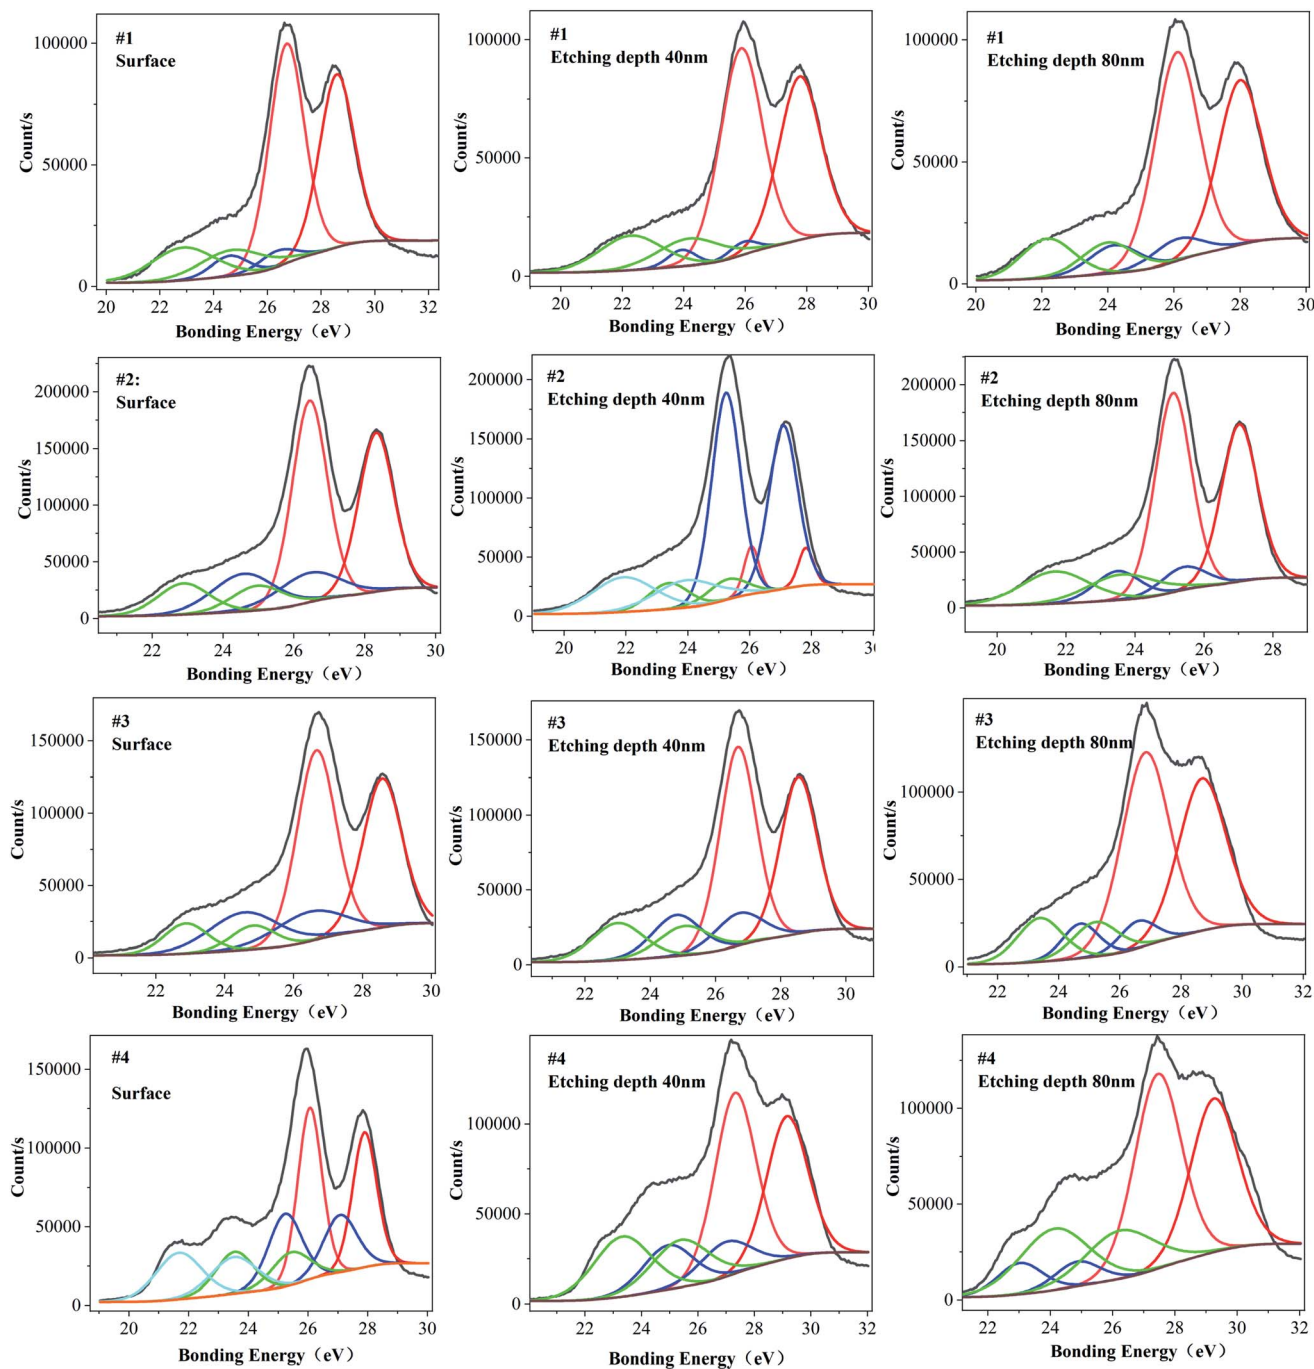 #1
Surface
100000
50000
0
Count/s
20 22 24 26 28 30 32
Bonding Energy（eV）
#1
Etching depth 40nm
100000
50000
0
Count/s
20 22 24 26 28 30
Bonding Energy（eV）
#1
Etching depth 80nm
100000
50000
0
Count/s
20 22 24 26 28 30
Bonding Energy（eV）
#2:
Surface
200000
150000
100000
50000
0
Count/s
22 24 26 28 30
Bonding Energy（eV）
#2
Etching depth 40nm
200000
150000
100000
50000
0
Count/s
20 22 24 26 28 30
Bonding Energy（eV）
#2
Etching depth 80nm
200000
150000
100000
50000
0
Count/s
20 22 24 26 28
Bonding Energy（eV）
#3
Surface
150000
100000
50000
0
Count/s
22 24 26 28 30
Bonding Energy（eV）
#3
Etching depth 40nm
150000
100000
50000
0
Count/s
22 24 26 28 30
Bonding Energy（eV）
#3
Etching depth 80nm
100000
50000
0
Count/s
22 24 26 28 30 32
Bonding Energy（eV）
#4
Surface
150000
100000
50000
0
Count/s
20 22 24 26 28 30
Bonding Energy（eV）
#4
Etching depth 40nm
100000
50000
0
Count/s
22 24 26 28 30 32
Bonding Energy（eV）
#4
Etching depth 80nm
100000
50000
0
Count/s
22 24 26 28 30 32
Bonding Energy（eV）